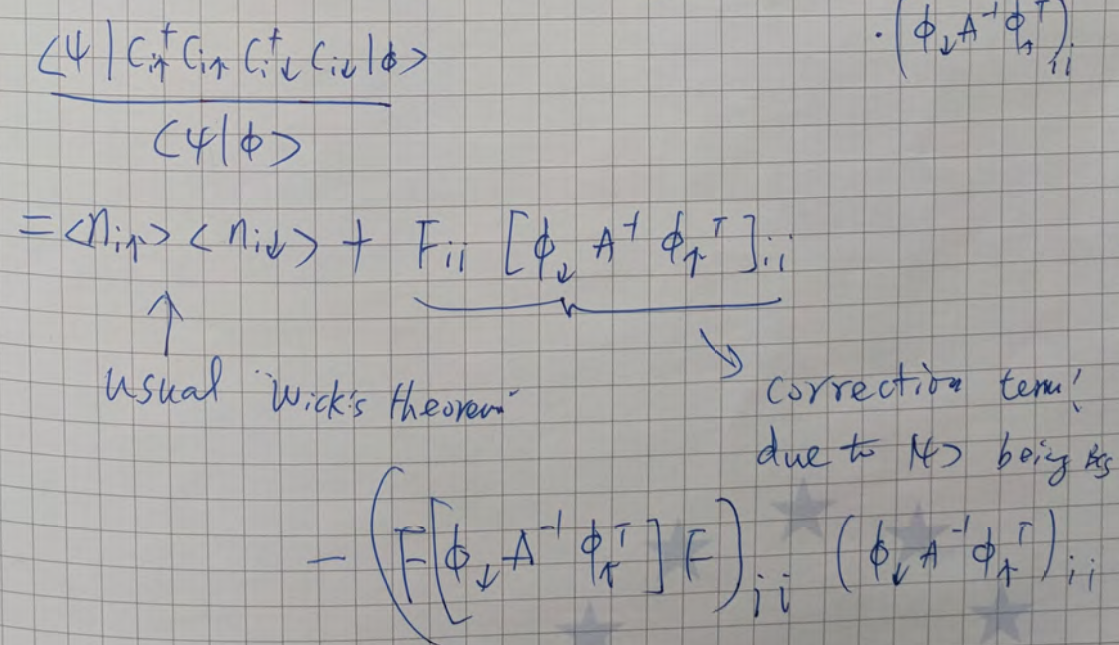 · (ϕ↓ A⁻¹ ϕ↑ᵀ)ᵢᵢ
⟨Ψ| C†ᵢ↑ Cᵢ↑ C†ᵢ↓ Cᵢ↓ |ϕ⟩
⟨Ψ|ϕ⟩
= ⟨nᵢ↑⟩ ⟨nᵢ↓⟩ + Fᵢᵢ [ϕ↓ A⁻¹ ϕ↑ᵀ]ᵢᵢ
usual Wick's theorem
correction term!
due to |Ψ⟩ being BCS
− (F[ϕ↓ A⁻¹ ϕ↑ᵀ] F)ᵢᵢ (ϕ↓ A⁻¹ ϕ↑ᵀ)ᵢᵢ